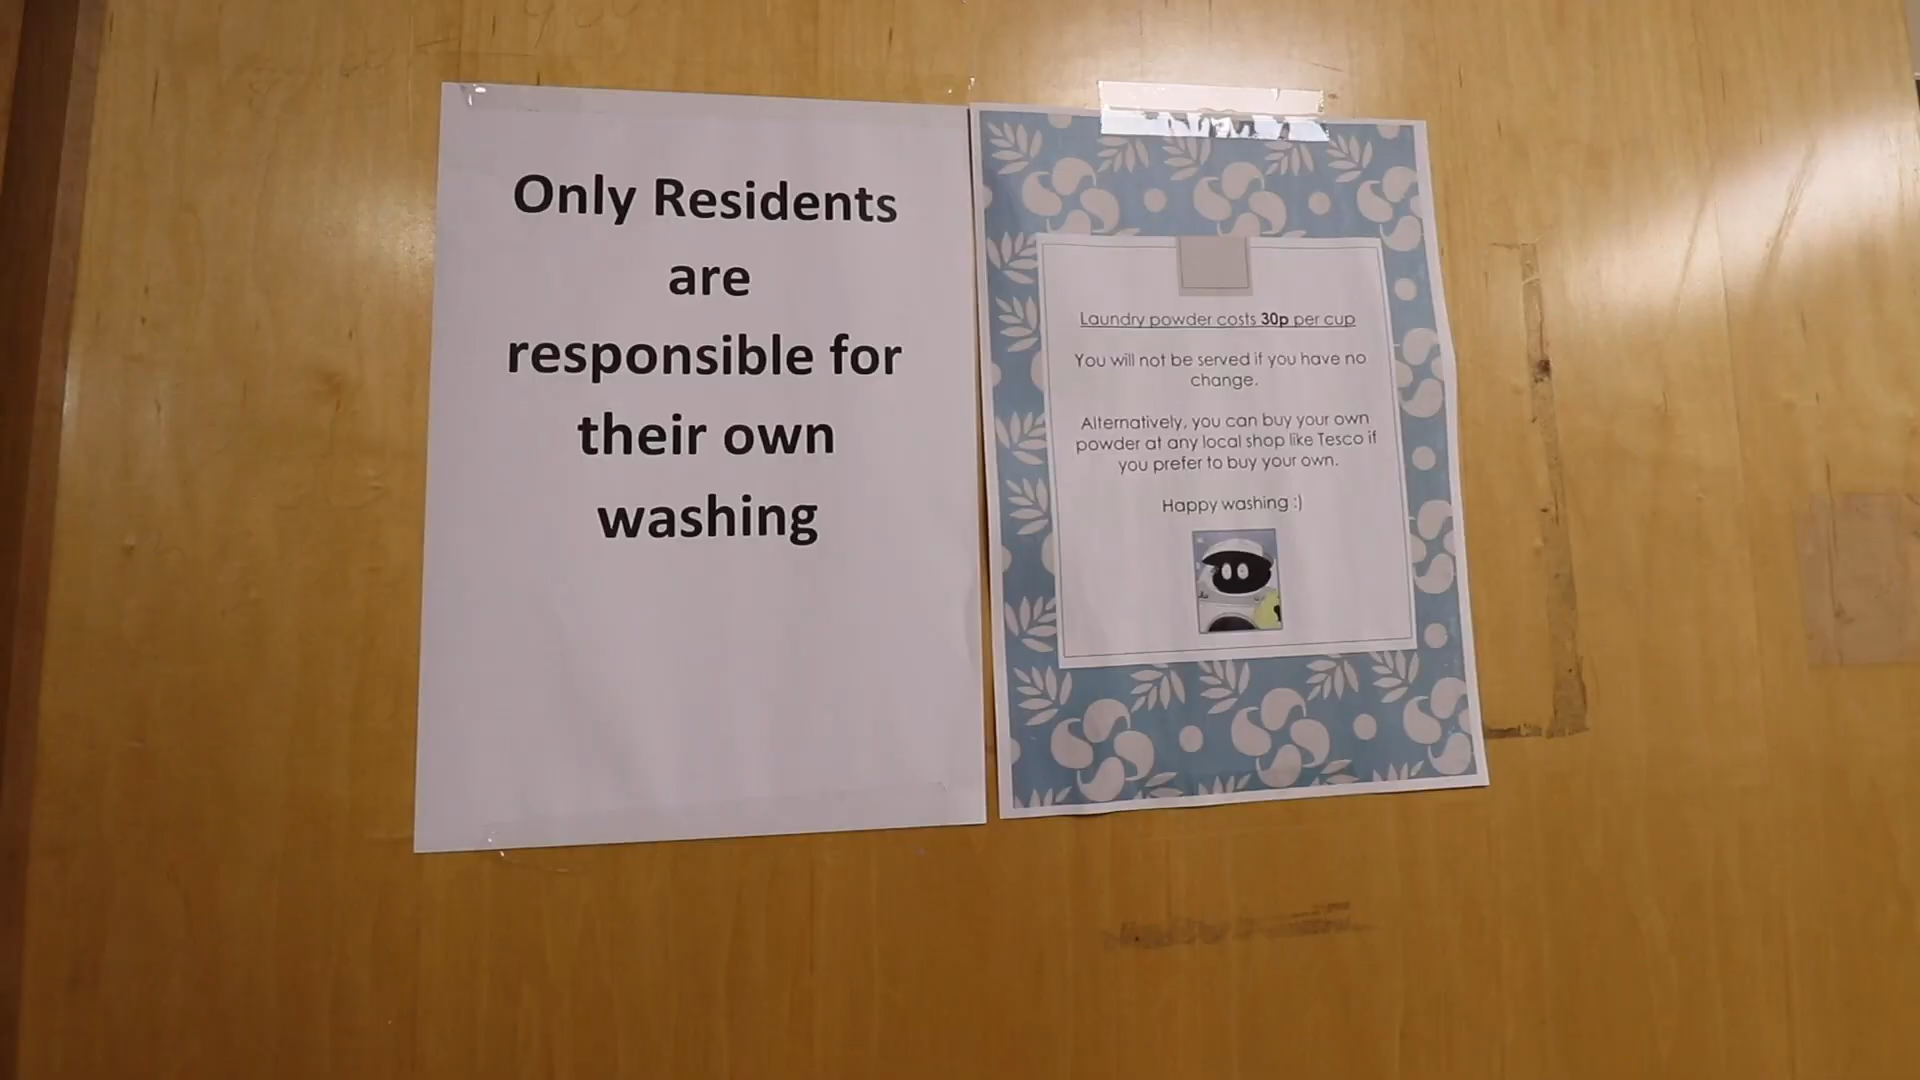 Only Residents
are
responsible for
their own
washing
Laundry powder costs 30p per cup
You will not be served if you have no
change.
Alternatively, you can buy your own
powder at any local shop like Tesco if
you prefer to buy your own.
Happy washing :)